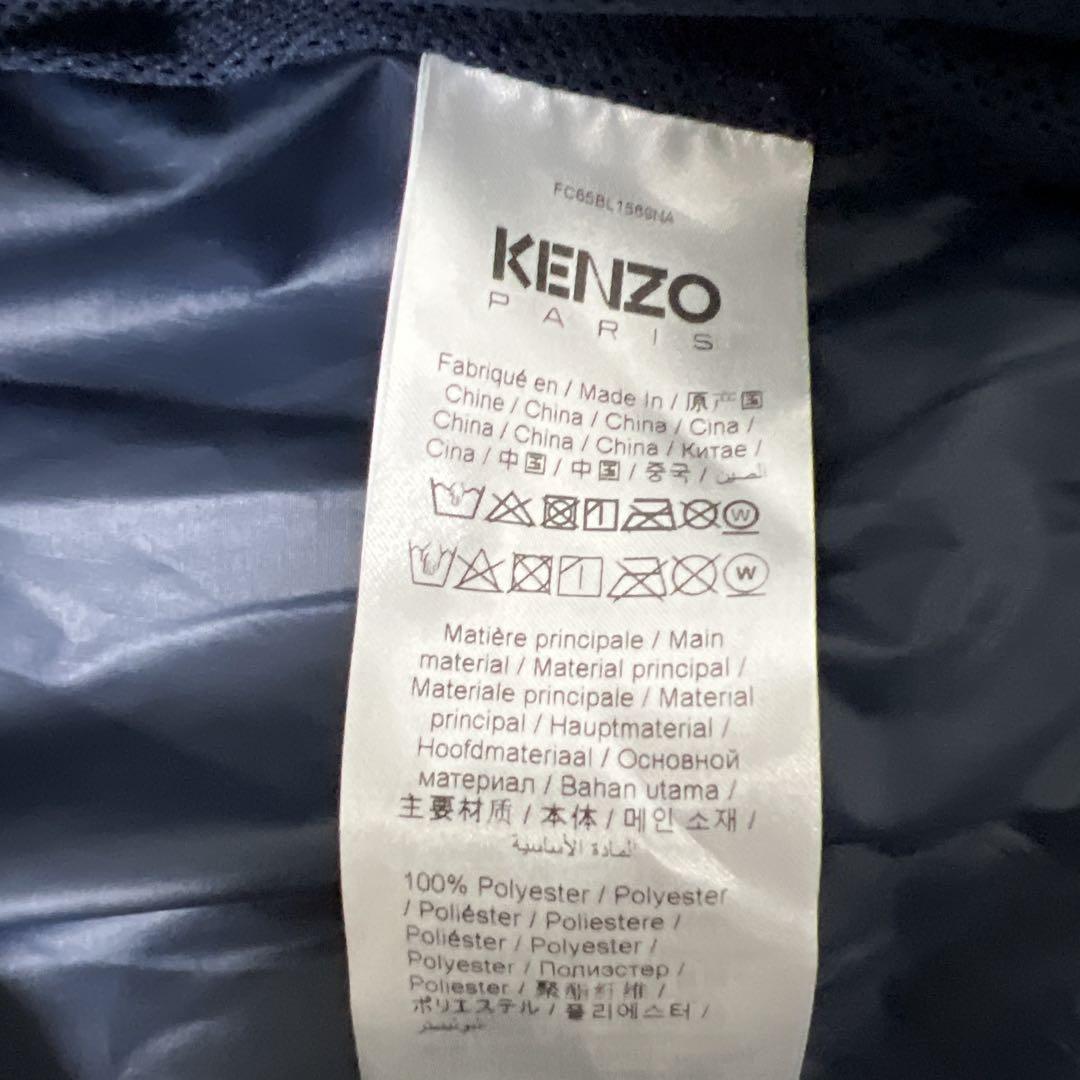 FC65BL1569NA
KENZO
PARIS
Fabriqué en / Made In / 原产国
Chine / China / China / Cina /
China / China / China / Китае /
Cina / 中国 / 中国 / 중국 / الصين
W
W
Matière principale / Main
material / Material principal /
Materiale principale / Material
principal / Hauptmaterial /
Hoofdmateriaal / Основной
материал / Bahan utama /
主要材质 / 本体 / 메인 소재 /
المادة الأساسية
100% Polyester / Polyester
/ Poliéster / Poliestere /
Poliéster / Polyester /
Polyester / Полиэстер /
Poliester / 聚酯纤维 /
ポリエステル / 폴리에스터 /